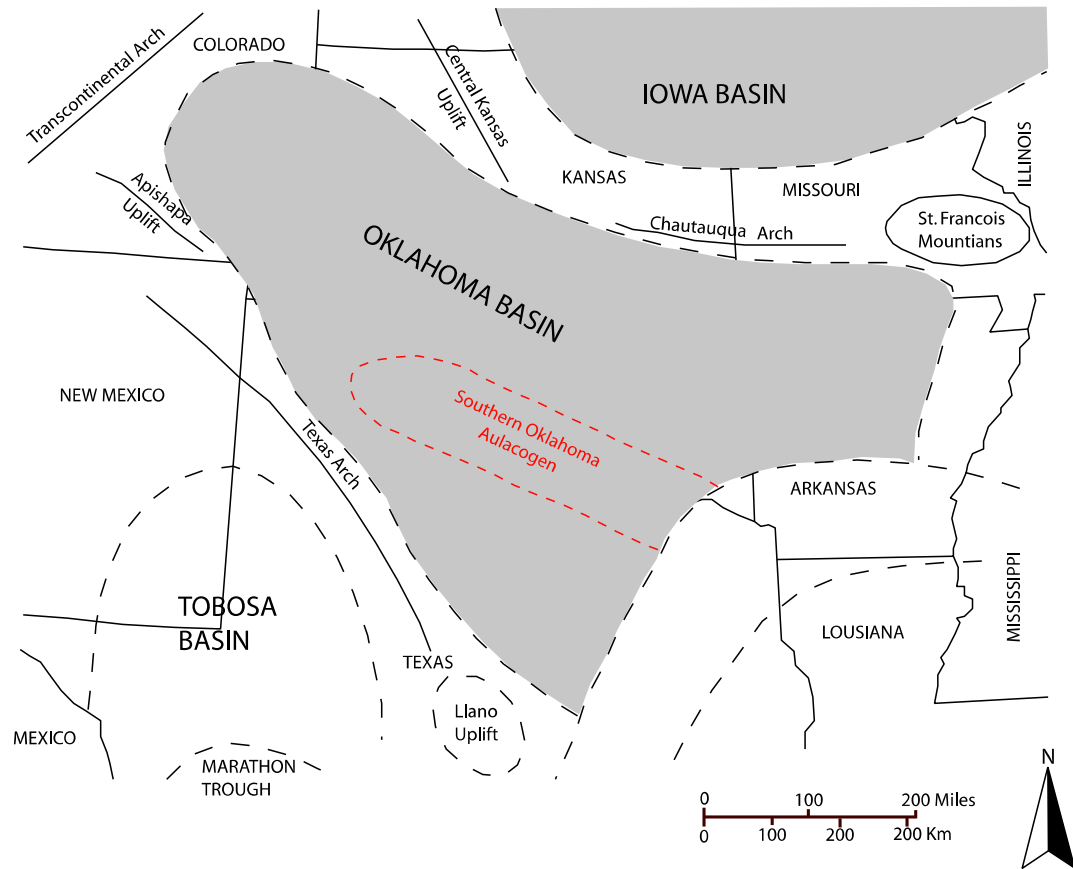 COLORADO
Transcontinental Arch
Central Kansas
Uplift
IOWA BASIN
ILLINOIS
KANSAS
MISSOURI
Apishapa
Uplift
Chautauqua Arch
St. Francois
Mountians
OKLAHOMA BASIN
NEW MEXICO
Texas Arch
Southern Oklahoma
Aulacogen
ARKANSAS
TOBOSA
BASIN
LOUSIANA
MISSISSIPPI
TEXAS
Llano
Uplift
MEXICO
MARATHON
TROUGH
N
0 100 200 Miles
0 100 200 200 Km